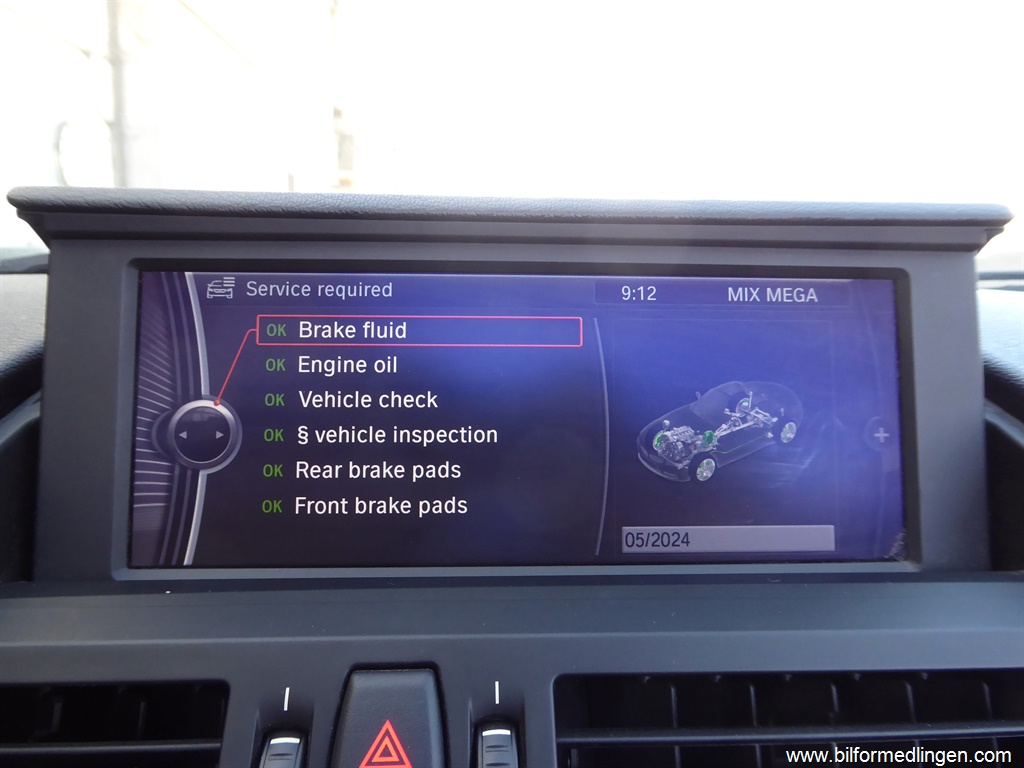 Service required
9:12
MIX MEGA
OK Brake fluid
OK Engine oil
OK Vehicle check
OK § vehicle inspection
OK Rear brake pads
OK Front brake pads
05/2024
www.bilformedlingen.com